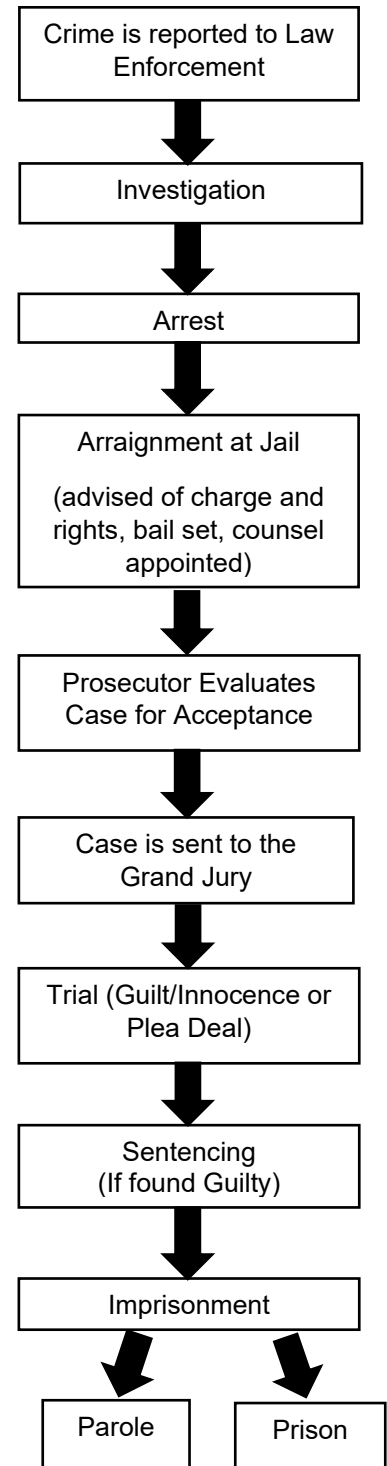 Crime is reported to Law
Enforcement
Investigation
Arrest
Arraignment at Jail
(advised of charge and
rights, bail set, counsel
appointed)
Prosecutor Evaluates
Case for Acceptance
Case is sent to the
Grand Jury
Trial (Guilt/Innocence or
Plea Deal)
Sentencing
(If found Guilty)
Imprisonment
Parole
Prison